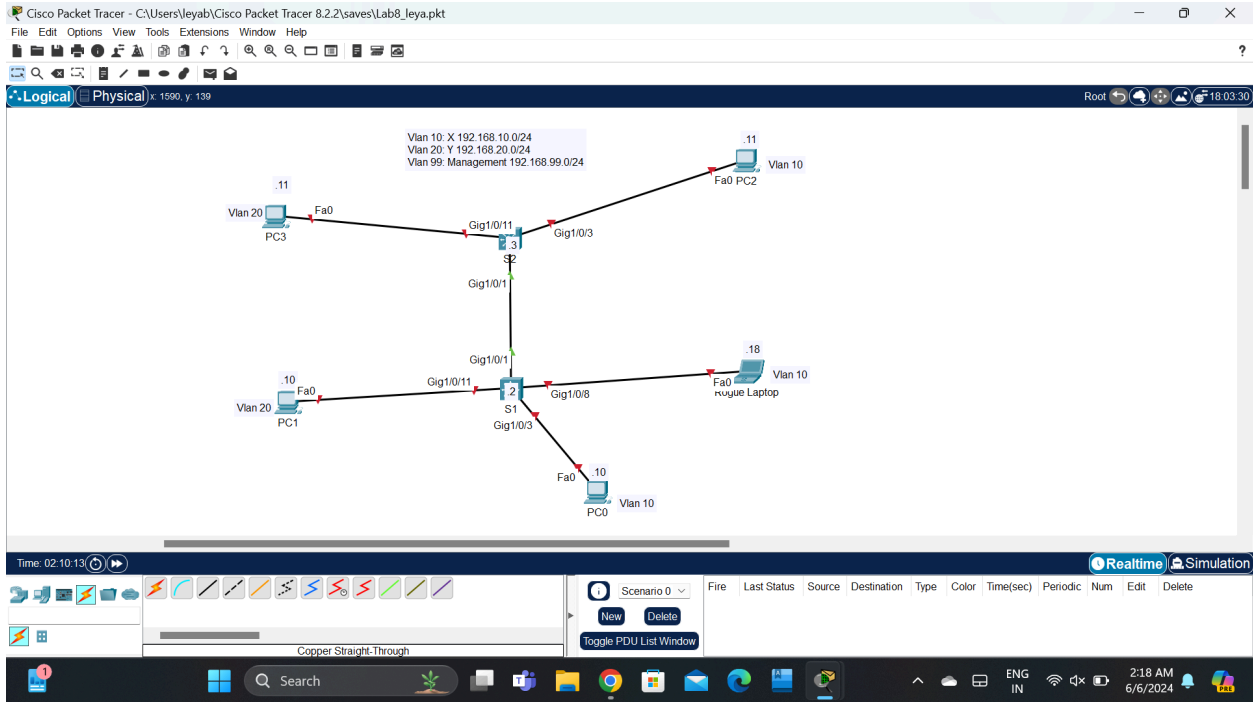 Cisco Packet Tracer - C:\Users\leyab\Cisco Packet Tracer 8.2.2\saves\Lab8_leya.pkt
File Edit Options View Tools Extensions Window Help
?
Logical Physical x: 1590, y: 139 Root 18:03:30
Vlan 10: X 192.168.10.0/24
Vlan 20: Y 192.168.20.0/24
Vlan 99: Management 192.168.99.0/24
.11
Vlan 10
Fa0 PC2
.11
Vlan 20 Fa0
PC3
Gig1/0/11
Gig1/0/3
.3
S2
Gig1/0/1
Gig1/0/1
.18
Vlan 10
Fa0
Rogue Laptop
.10
Fa0
Gig1/0/11
Vlan 20
PC1
.2
Gig1/0/8
S1
Gig1/0/3
Fa0 .10
Vlan 10
PC0
Time: 02:10:13 Realtime Simulation
Scenario 0 Fire Last Status Source Destination Type Color Time(sec) Periodic Num Edit Delete
New Delete
Toggle PDU List Window
Copper Straight-Through
1 Search ENG IN 2:18 AM 6/6/2024 PRE